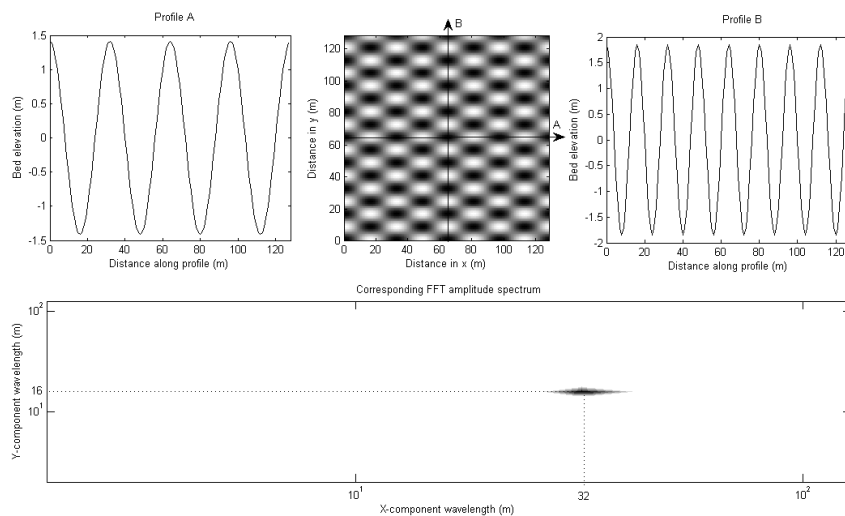 Profile A
Bed elevation (m)
1.5
1
0.5
0
-0.5
-1
-1.5
0 20 40 60 80 100 120
Distance along profile (m)
B
A
Distance in y (m)
120
100
80
60
40
20
0
0 20 40 60 80 100 120
Distance in x (m)
Profile B
Bed elevation (m)
2
1.5
1
0.5
0
-0.5
-1
-1.5
-2
0 20 40 60 80 100 120
Distance along profile (m)
Corresponding FFT amplitude spectrum
Y-component wavelength (m)
10²
16
10¹
10¹ 32 10²
X-component wavelength (m)